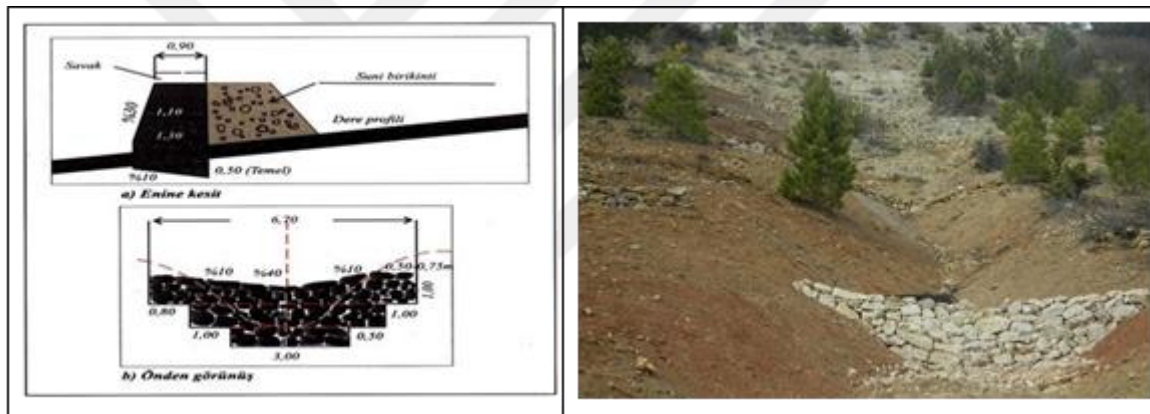 0,90
Savak
Suni birikinti
%30
1,10
1,30
Dere profili
0,50 (Temel)
%10
a) Enine kesit
6,70
%10 %40 %10 0,50-0,75m
1,00
0,80
1,00
1,00
0,50
3,00
b) Önden görünüş